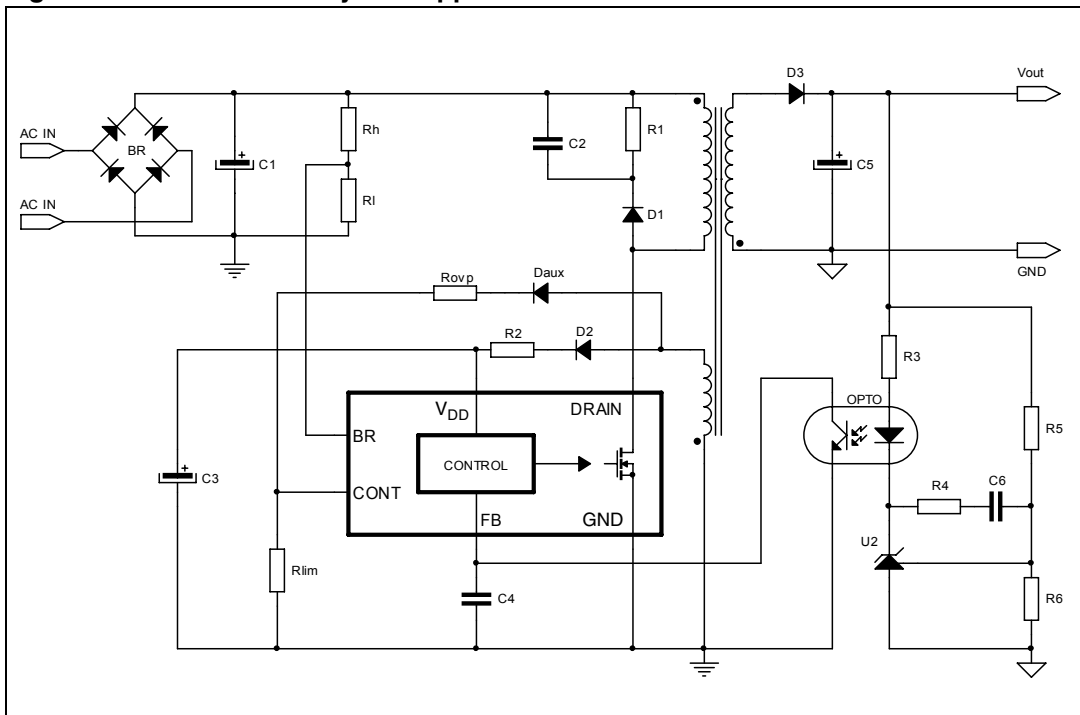 D3
Vout
AC IN
BR
C1
Rh
Rl
C2
R1
D1
C5
AC IN
GND
Rovp
Daux
R2
D2
R3
OPTO
VDD
DRAIN
BR
CONTROL
R5
C3
CONT
R4
C6
FB
GND
U2
Rlim
C4
R6